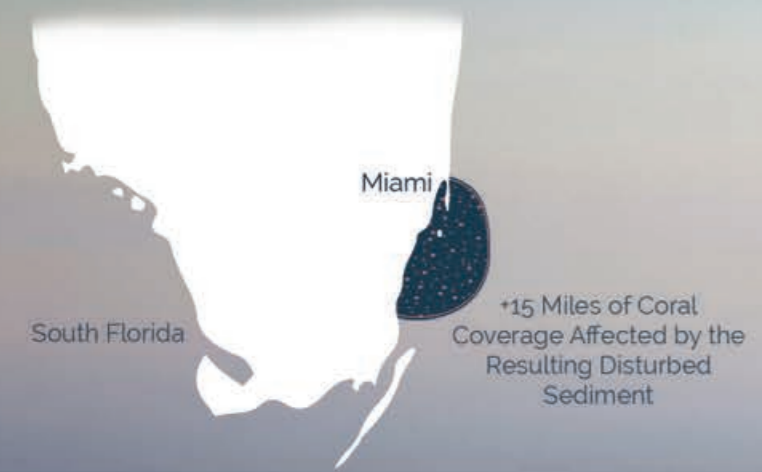 Miami
South Florida
+15 Miles of Coral
Coverage Affected by the
Resulting Disturbed
Sediment